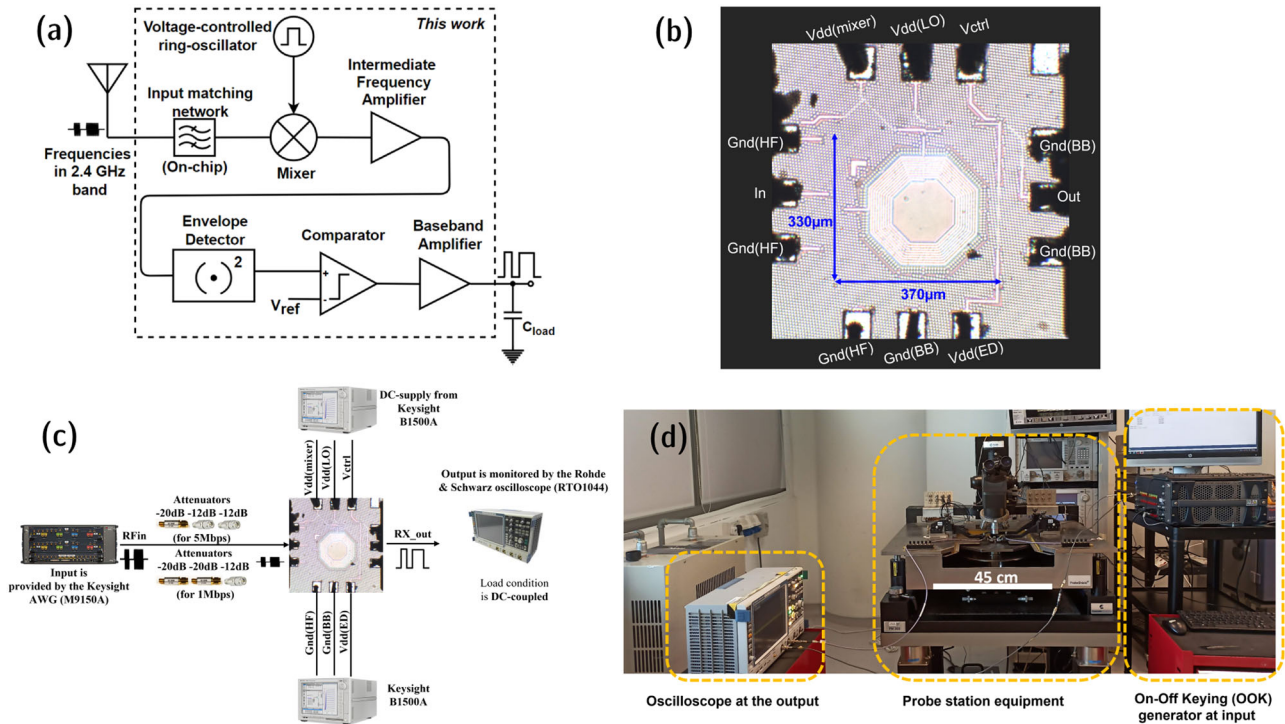 (a)
This work
Voltage-controlled
ring-oscillator
Intermediate
Frequency
Amplifier
Input matching
network
(On-chip)
Mixer
Frequencies
in 2.4 GHz
band
Envelope
Detector
( • )²
Comparator
+
-
Vref
Baseband
Amplifier
Cload
(b)
Vdd(mixer)
Vdd(LO)
Vctrl
Gnd(HF)
Gnd(BB)
In
Out
Gnd(HF)
Gnd(BB)
330µm
370µm
Gnd(HF)
Gnd(BB)
Vdd(ED)
(c)
DC-supply from
Keysight
B1500A
Vdd(mixer)
Vdd(LO)
Vctrl
Output is monitored by the Rohde
& Schwarz oscilloscope (RTO1044)
Attenuators
-20dB -12dB -12dB
(for 5Mbps)
RFin
Attenuators
-20dB -20dB -12dB
(for 1Mbps)
Input is
provided by the Keysight
AWG (M9150A)
RX_out
Load condition
is DC-coupled
Gnd(HF)
Gnd(BB)
Vdd(ED)
Keysight
B1500A
(d)
45 cm
Oscilloscope at the output
Probe station equipment
On-Off Keying (OOK)
generator at input